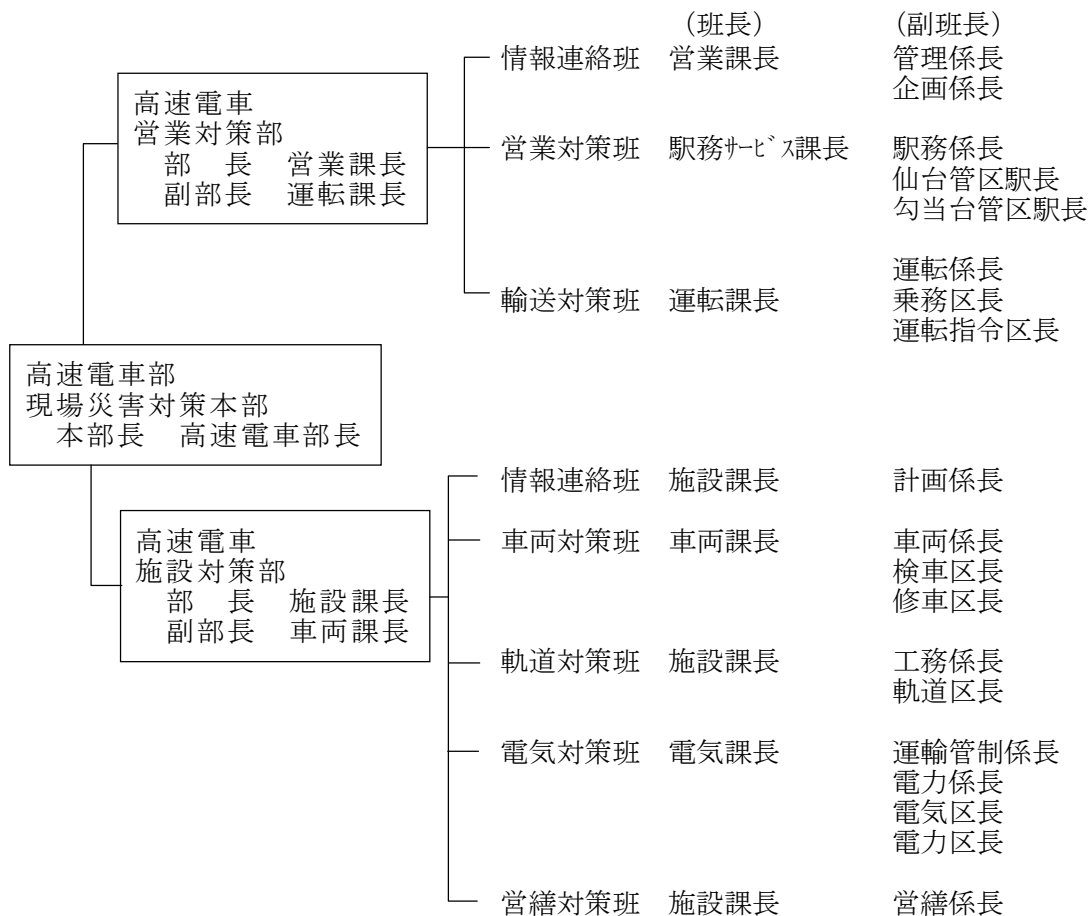 (班長) (副班長)
情報連絡班 営業課長 管理係長
企画係長
高速電車
営業対策部
部 長 営業課長
副部長 運転課長
営業対策班 駅務ｻｰﾋﾞｽ課長 駅務係長
仙台管区駅長
勾当台管区駅長
運転係長
輸送対策班 運転課長 乗務区長
運転指令区長
高速電車部
現場災害対策本部
本部長 高速電車部長
情報連絡班 施設課長 計画係長
高速電車
施設対策部
部 長 施設課長
副部長 車両課長
車両対策班 車両課長 車両係長
検車区長
修車区長
軌道対策班 施設課長 工務係長
軌道区長
電気対策班 電気課長 運輸管制係長
電力係長
電気区長
電力区長
営繕対策班 施設課長 営繕係長